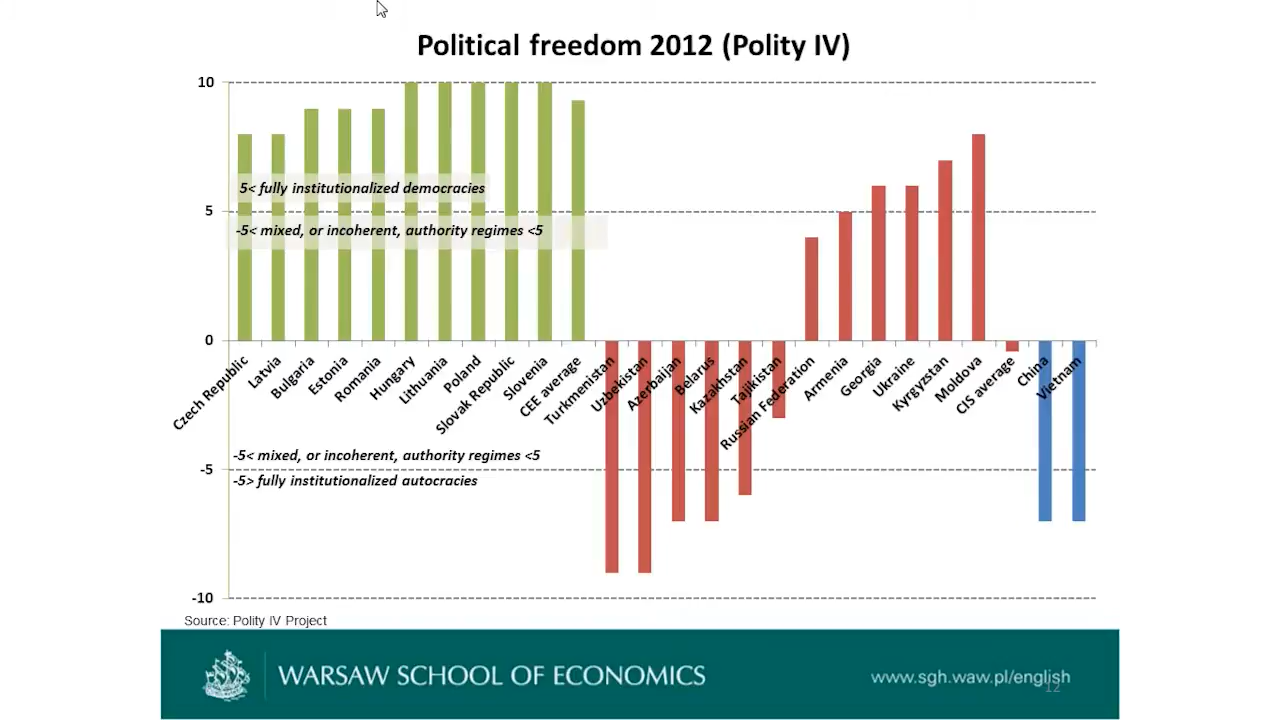 Political freedom 2012 (Polity IV)
10
5< fully institutionalized democracies
5
-5< mixed, or incoherent, authority regimes <5
0
Czech Republic
Latvia
Bulgaria
Estonia
Romania
Hungary
Lithuania
Poland
Slovak Republic
Slovenia
CEE average
Turkmenistan
Uzbekistan
Azerbaijan
Belarus
Kazakhstan
Tajikistan
Russian Federation
Armenia
Georgia
Ukraine
Kyrgyzstan
Moldova
CIS average
China
Vietnam
-5< mixed, or incoherent, authority regimes <5
-5
-5> fully institutionalized autocracies
-10
Source: Polity IV Project
WARSAW SCHOOL OF ECONOMICS
www.sgh.waw.pl/english
12